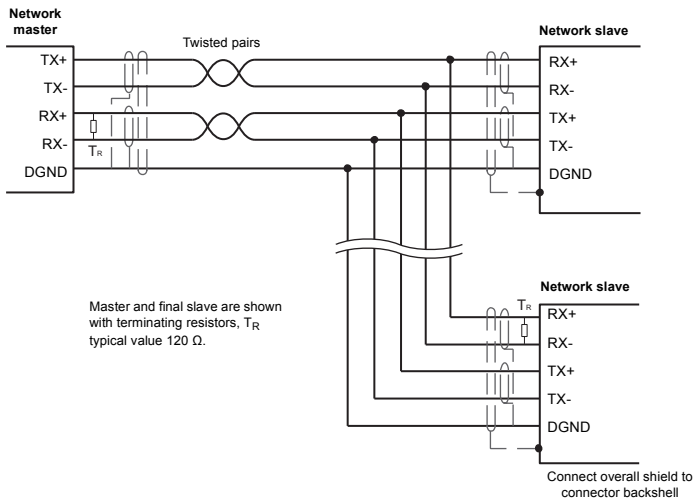 Network
master
TX+
TX-
RX+
RX-
DGND
TR
Twisted pairs
Network slave
RX+
RX-
TX+
TX-
DGND
Network slave
TR
RX+
RX-
TX+
TX-
DGND
Master and final slave are shown
with terminating resistors, TR
typical value 120 Ω.
Connect overall shield to
connector backshell